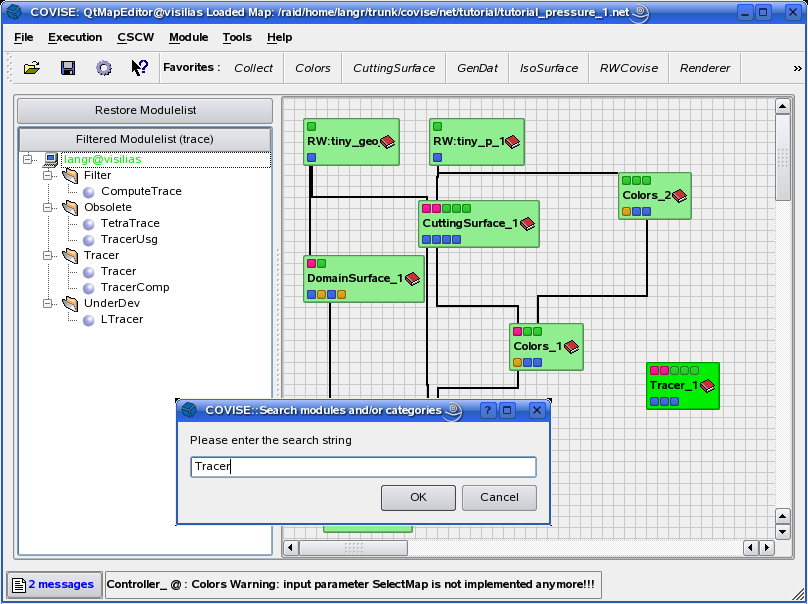 COVISE: QtMapEditor@visilias Loaded Map: /raid/home/langr/trunk/covise/net/tutorial/tutorial_pressure_1.net
File Execution CSCW Module Tools Help
Favorites : Collect Colors CuttingSurface GenDat IsoSurface RWCovise Renderer »
Restore Modulelist
Filtered Modulelist (trace)
langr@visilias
Filter
ComputeTrace
Obsolete
TetraTrace
TracerUsg
Tracer
Tracer
TracerComp
UnderDev
LTracer
RW:tiny_geo_
RW:tiny_p_1
Colors_2
CuttingSurface_1
DomainSurface_1
Colors_1
Tracer_1
COVISE::Search modules and/or categories
Please enter the search string
Tracer
OK Cancel
2 messages
Controller_ @ : Colors Warning: input parameter SelectMap is not implemented anymore!!!